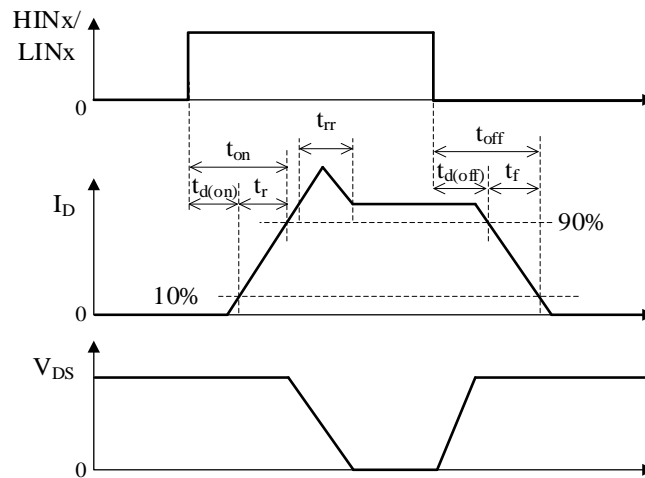 HINx/
LINx
0
t_rr
t_on
t_off
t_d(on)
t_r
t_d(off)
t_f
I_D
90%
10%
0
V_DS
0